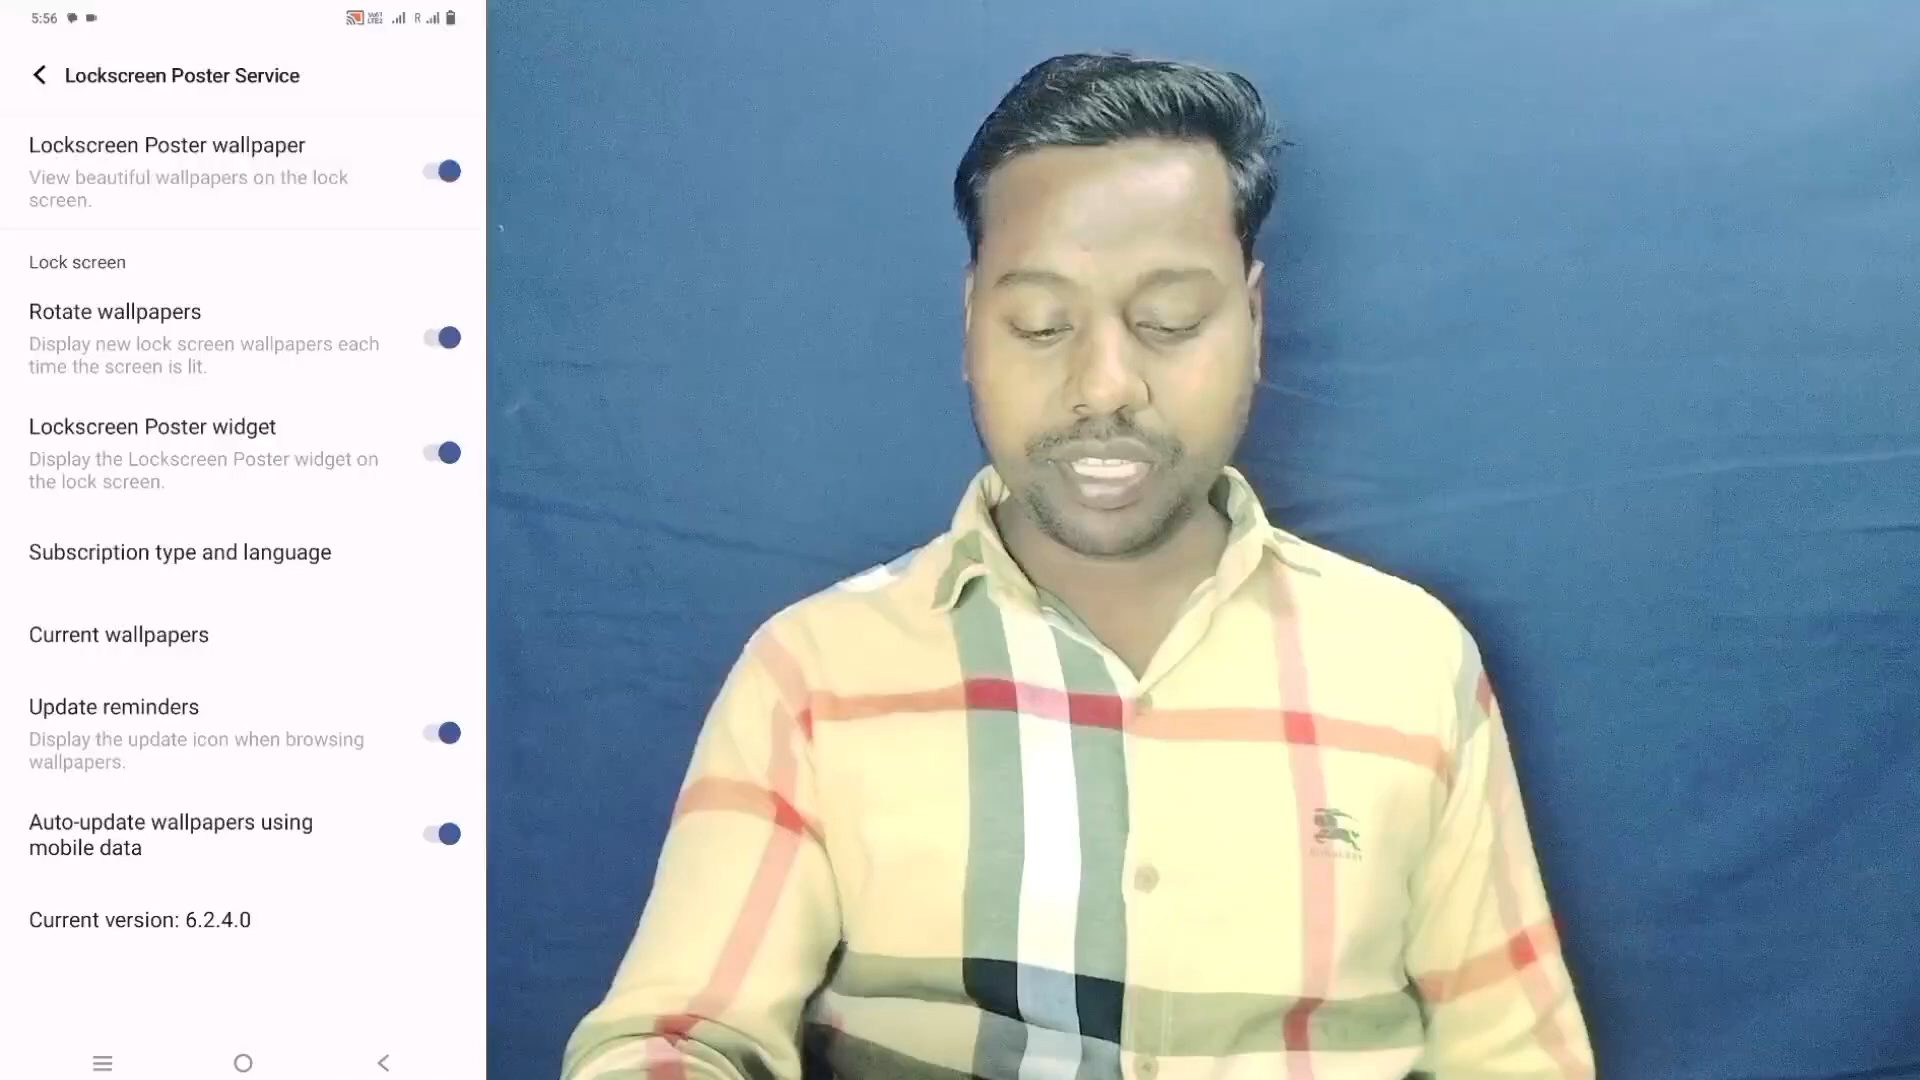 5:56
R
Lockscreen Poster Service
Lockscreen Poster wallpaper
View beautiful wallpapers on the lock
screen.
Lock screen
Rotate wallpapers
Display new lock screen wallpapers each
time the screen is lit.
Lockscreen Poster widget
Display the Lockscreen Poster widget on
the lock screen.
Subscription type and language
Current wallpapers
Update reminders
Display the update icon when browsing
wallpapers.
Auto-update wallpapers using
mobile data
Current version: 6.2.4.0